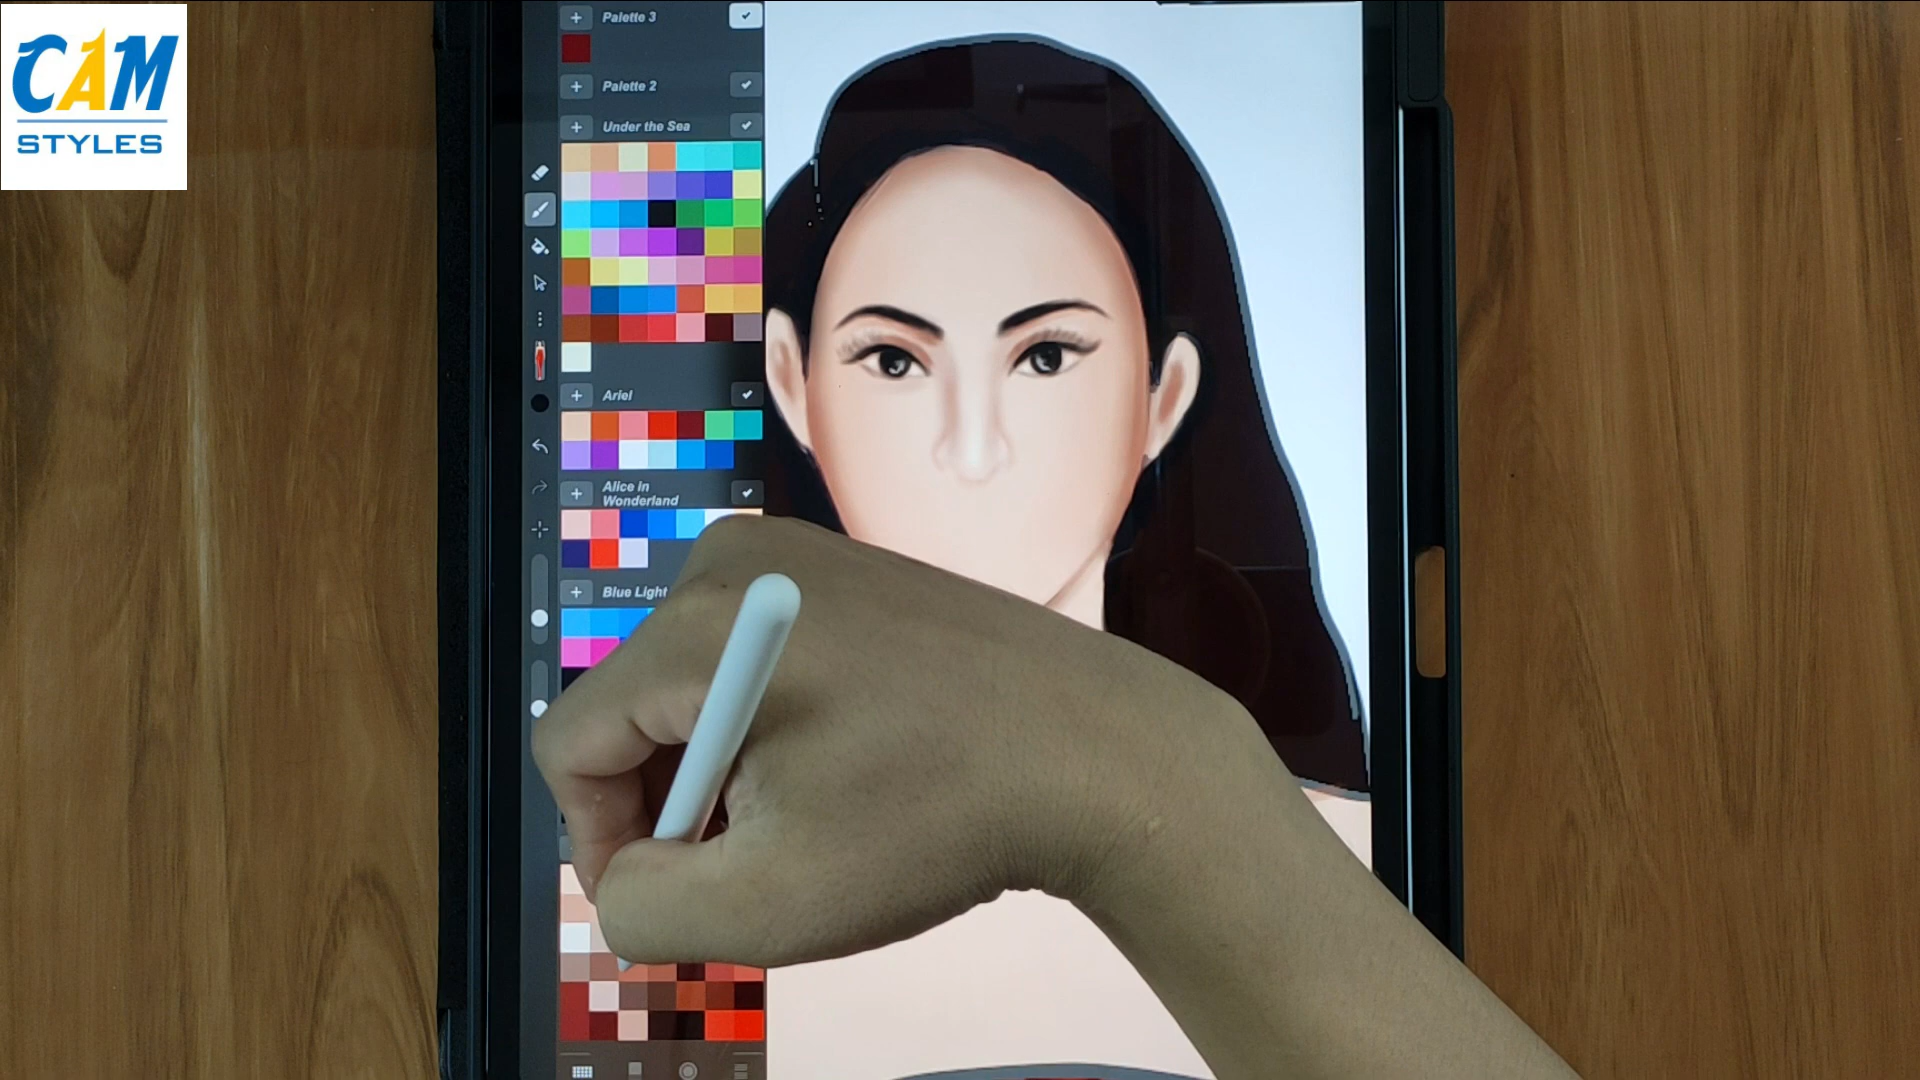 CAM
STYLES
Palette 3
Palette 2
Under the Sea
Ariel
Alice in
Wonderland
Blue Light